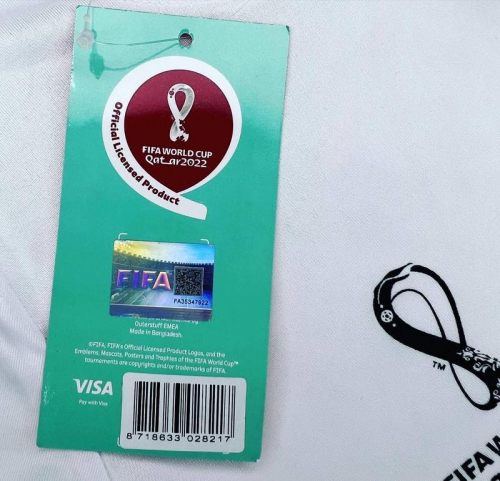 FIFA WORLD CUP
Qatar2022
Official Licensed Product
FIFA
FA35347922
Outerstuff EMEA
Made in Bangladesh.
©FIFA, FIFA's Official Licensed Product Logos, and the
Emblems, Mascots, Posters and Trophies of the FIFA World Cup™
tournaments are copyrights and/or trademarks of FIFA.
VISA
Pay with Visa
8 718633 028217
TM
FIFA W